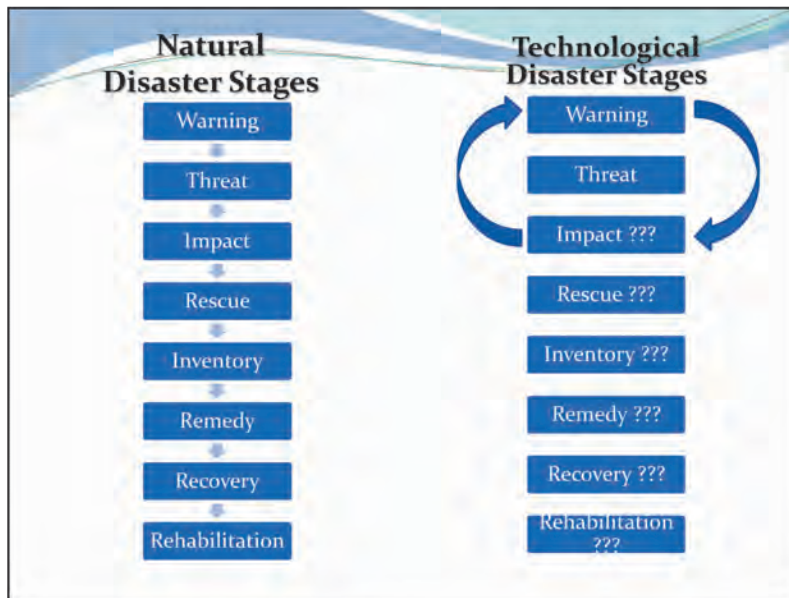 Natural
Disaster Stages
Warning
Threat
Impact
Rescue
Inventory
Remedy
Recovery
Rehabilitation
Technological
Disaster Stages
Warning
Threat
Impact ???
Rescue ???
Inventory ???
Remedy ???
Recovery ???
Rehabilitation
???